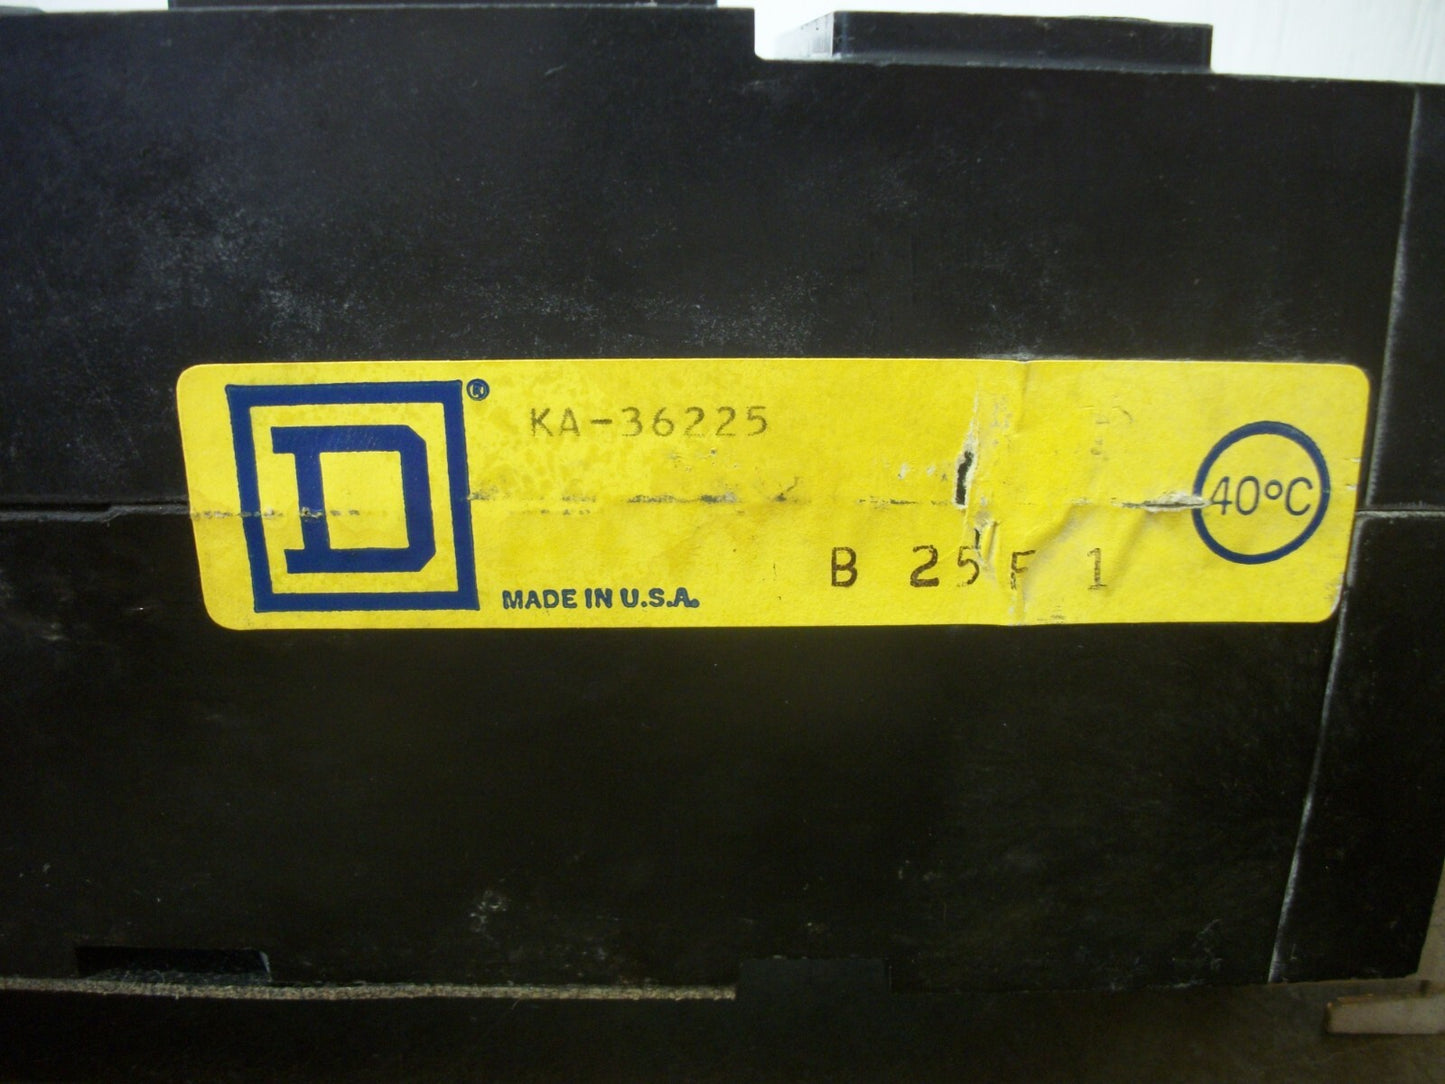 D ®
KA-36225
40°C
B 25 F 1
MADE IN U.S.A.